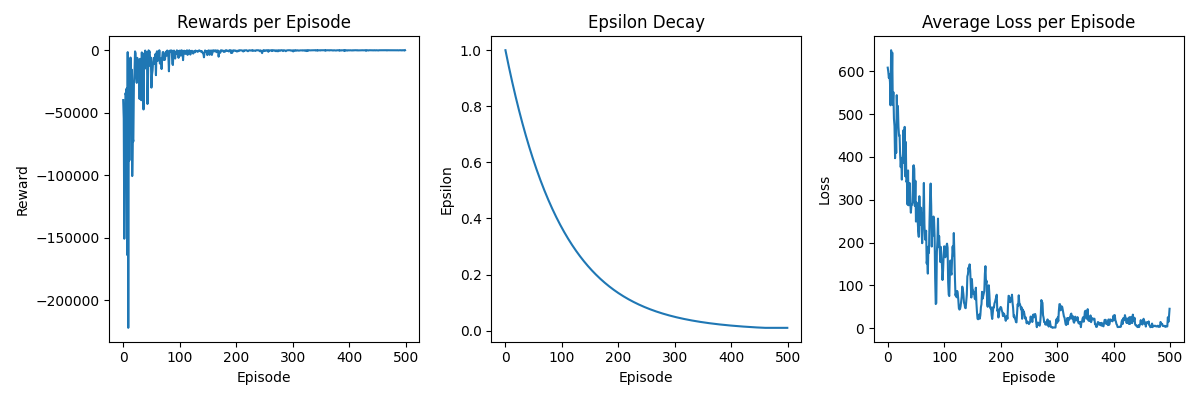 Rewards per Episode
0
−50000
−100000
−150000
−200000
Reward
0 100 200 300 400 500
Episode
Epsilon Decay
1.0
0.8
0.6
0.4
0.2
0.0
Epsilon
0 100 200 300 400 500
Episode
Average Loss per Episode
600
500
400
300
200
100
0
Loss
0 100 200 300 400 500
Episode